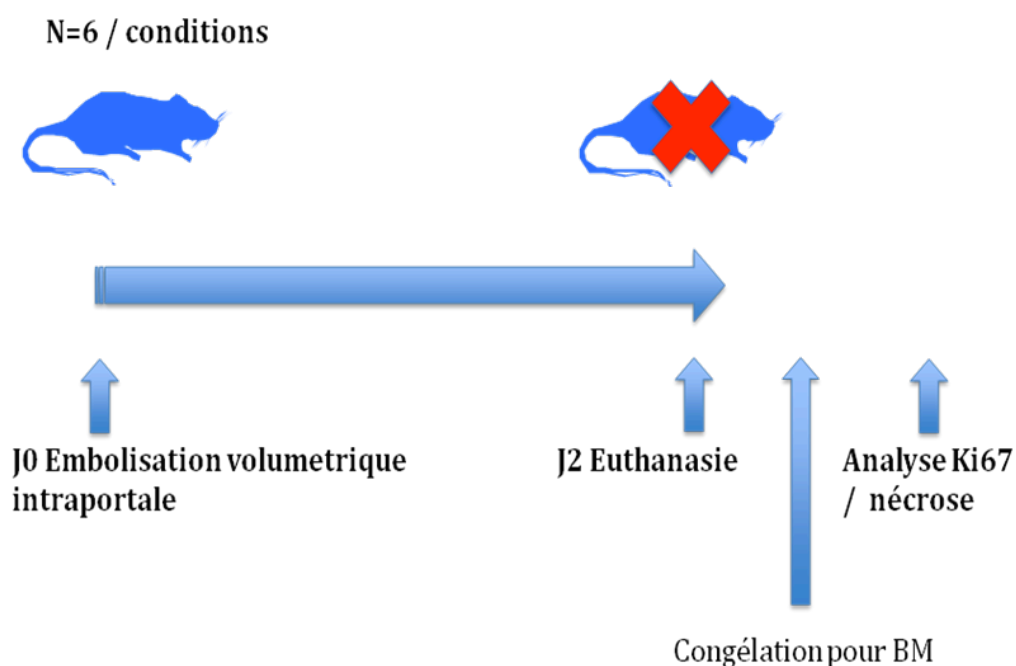 N=6 / conditions
J0 Embolisation volumetrique
intraportale
J2 Euthanasie
Analyse Ki67
/ nécrose
Congélation pour BM